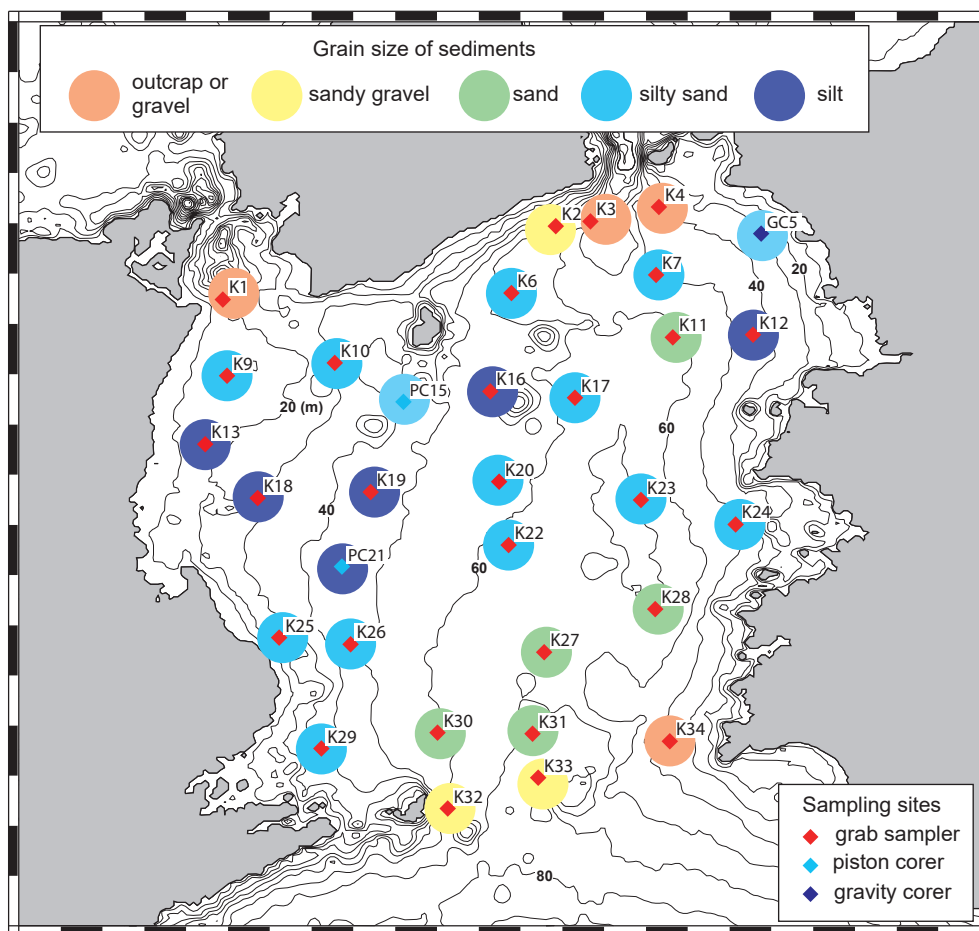 Grain size of sediments
outcrap or
gravel
sandy gravel
sand
silty sand
silt
K4
K2
K3
GC5
20
K7
K1
K6
40
K11
K12
K10
K9
K16
K17
PC15
20 (m)
60
K13
K20
K18
K19
K23
40
K24
K22
PC21
60
K28
K25
K26
K27
K30
K31
K34
K29
K33
K32
Sampling sites
grab sampler
piston corer
gravity corer
80